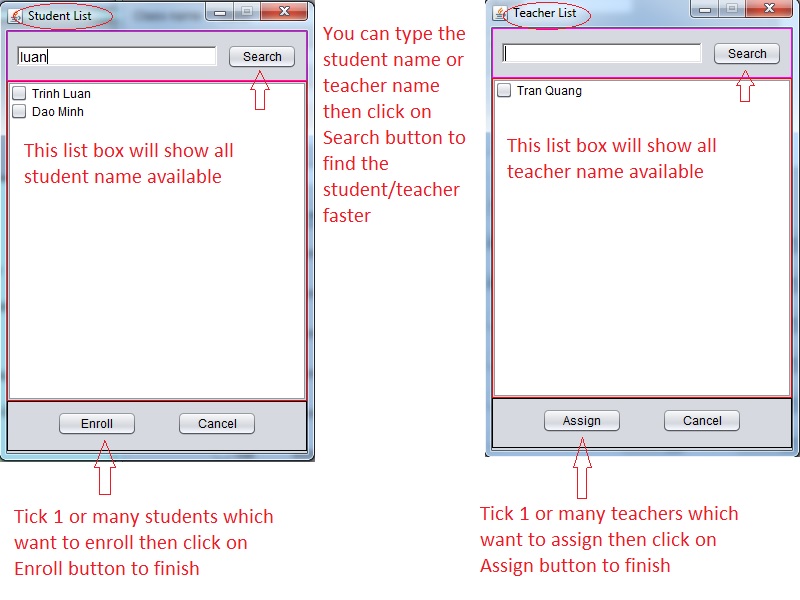 Student List
luan
Search
Trinh Luan
Dao Minh
This list box will show all
student name available
Enroll
Cancel
Tick 1 or many students which
want to enroll then click on
Enroll button to finish
You can type the
student name or
teacher name
then click on
Search button to
find the
student/teacher
faster
Teacher List
Search
Tran Quang
This list box will show all
teacher name available
Assign
Cancel
Tick 1 or many teachers which
want to assign then click on
Assign button to finish